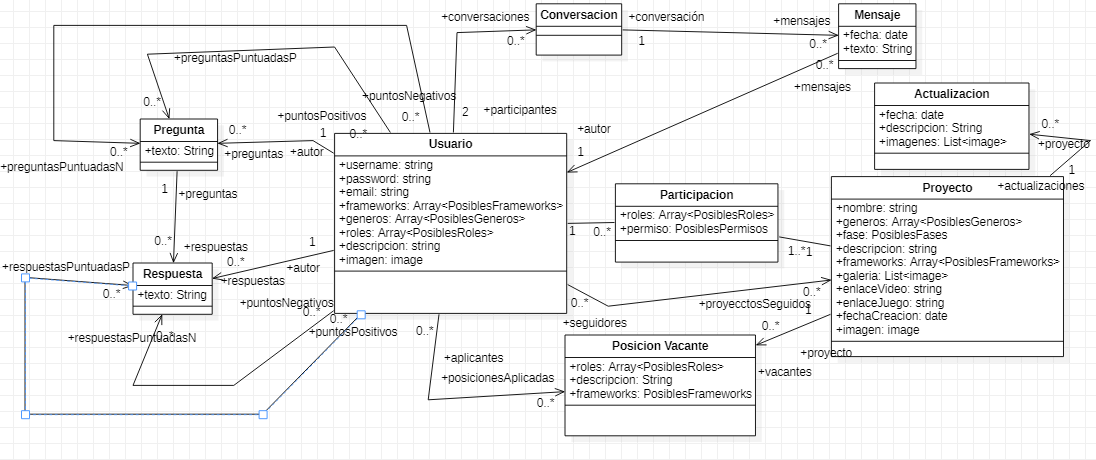 Conversacion
+conversaciones
0..*
+conversación
1
+mensajes
0..*
Mensaje
+fecha: date
+texto: String
0..*
+mensajes
+preguntasPuntuadasP
0..*
+puntosNegativos
0..*
2
+participantes
Actualizacion
+fecha: date
+descripcion: String
+imagenes: List<image>
0..*
+proyecto
1
+actualizaciones
Pregunta
+texto: String
0..*
+preguntas
0..*
+preguntasPuntuadasN
+puntosPositivos
0..*
1
+autor
+autor
1
Usuario
+username: string
+password: string
+email: string
+frameworks: Array<PosiblesFrameworks>
+generos: Array<PosiblesGeneros>
+roles: Array<PosiblesRoles>
+descripcion: string
+imagen: image
1
+preguntas
0..*
+respuestas
Participacion
+roles: Array<PosiblesRoles>
+permiso: PosiblesPermisos
1
0..*
1..*
1
Proyecto
+nombre: string
+generos: Array<PosiblesGeneros>
+fase: PosiblesFases
+descripcion: string
+frameworks: Array<PosiblesFrameworks>
+galeria: List<image>
+enlaceVideo: string
+enlaceJuego: string
+fechaCreacion: date
+imagen: image
Respuesta
+texto: String
+respuestasPuntuadasP
0..*
0..*
+respuestas
1
+autor
+puntosNegativos
0..*
0..*
+puntosPositivos
+respuestasPuntuadasN
0..*
0..*
+seguidores
+proyecctosSeguidos
0..*
1
+proyecto
0..*
+vacantes
Posicion Vacante
+roles: Array<PosiblesRoles>
+descripcion: String
+frameworks: PosiblesFrameworks
0..*
+aplicantes
+posicionesAplicadas
0..*